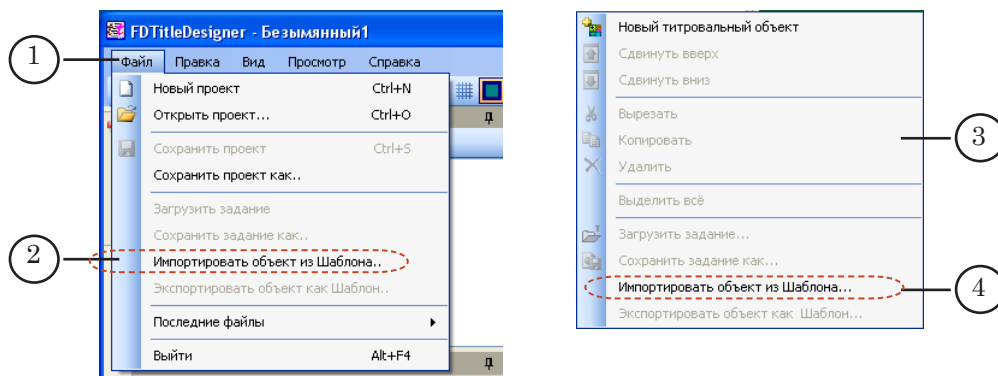 FDTitleDesigner - Безымянный1
Файл Правка Вид Просмотр Справка
Новый проект Ctrl+N
Открыть проект... Ctrl+O
Сохранить проект Ctrl+S
Сохранить проект как..
Загрузить задание
Сохранить задание как..
Импортировать объект из Шаблона..
Экспортировать объект как Шаблон..
Последние файлы
Выйти Alt+F4
1
2
Новый титровальный объект
Сдвинуть вверх
Сдвинуть вниз
Вырезать
Копировать
Удалить
Выделить всё
Загрузить задание...
Сохранить задание как...
Импортировать объект из Шаблона...
Экспортировать объект как Шаблон...
3
4